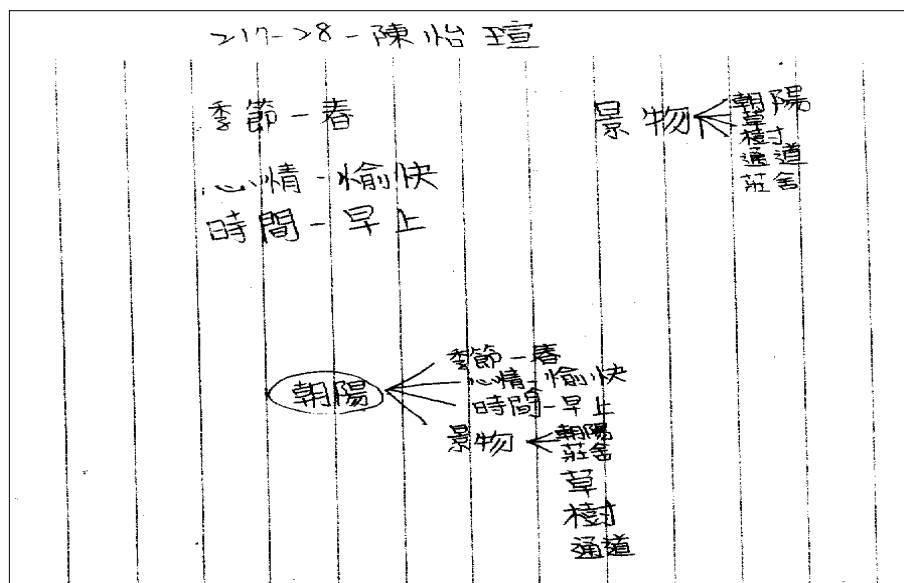 217-28-陳怡瑄
季節-春
心情-愉快
時間-早上
景物
朝陽
草
樹
通道
莊舍
朝陽
季節-春
心情-愉快
時間-早上
景物
朝陽
莊舍
草
樹
通道